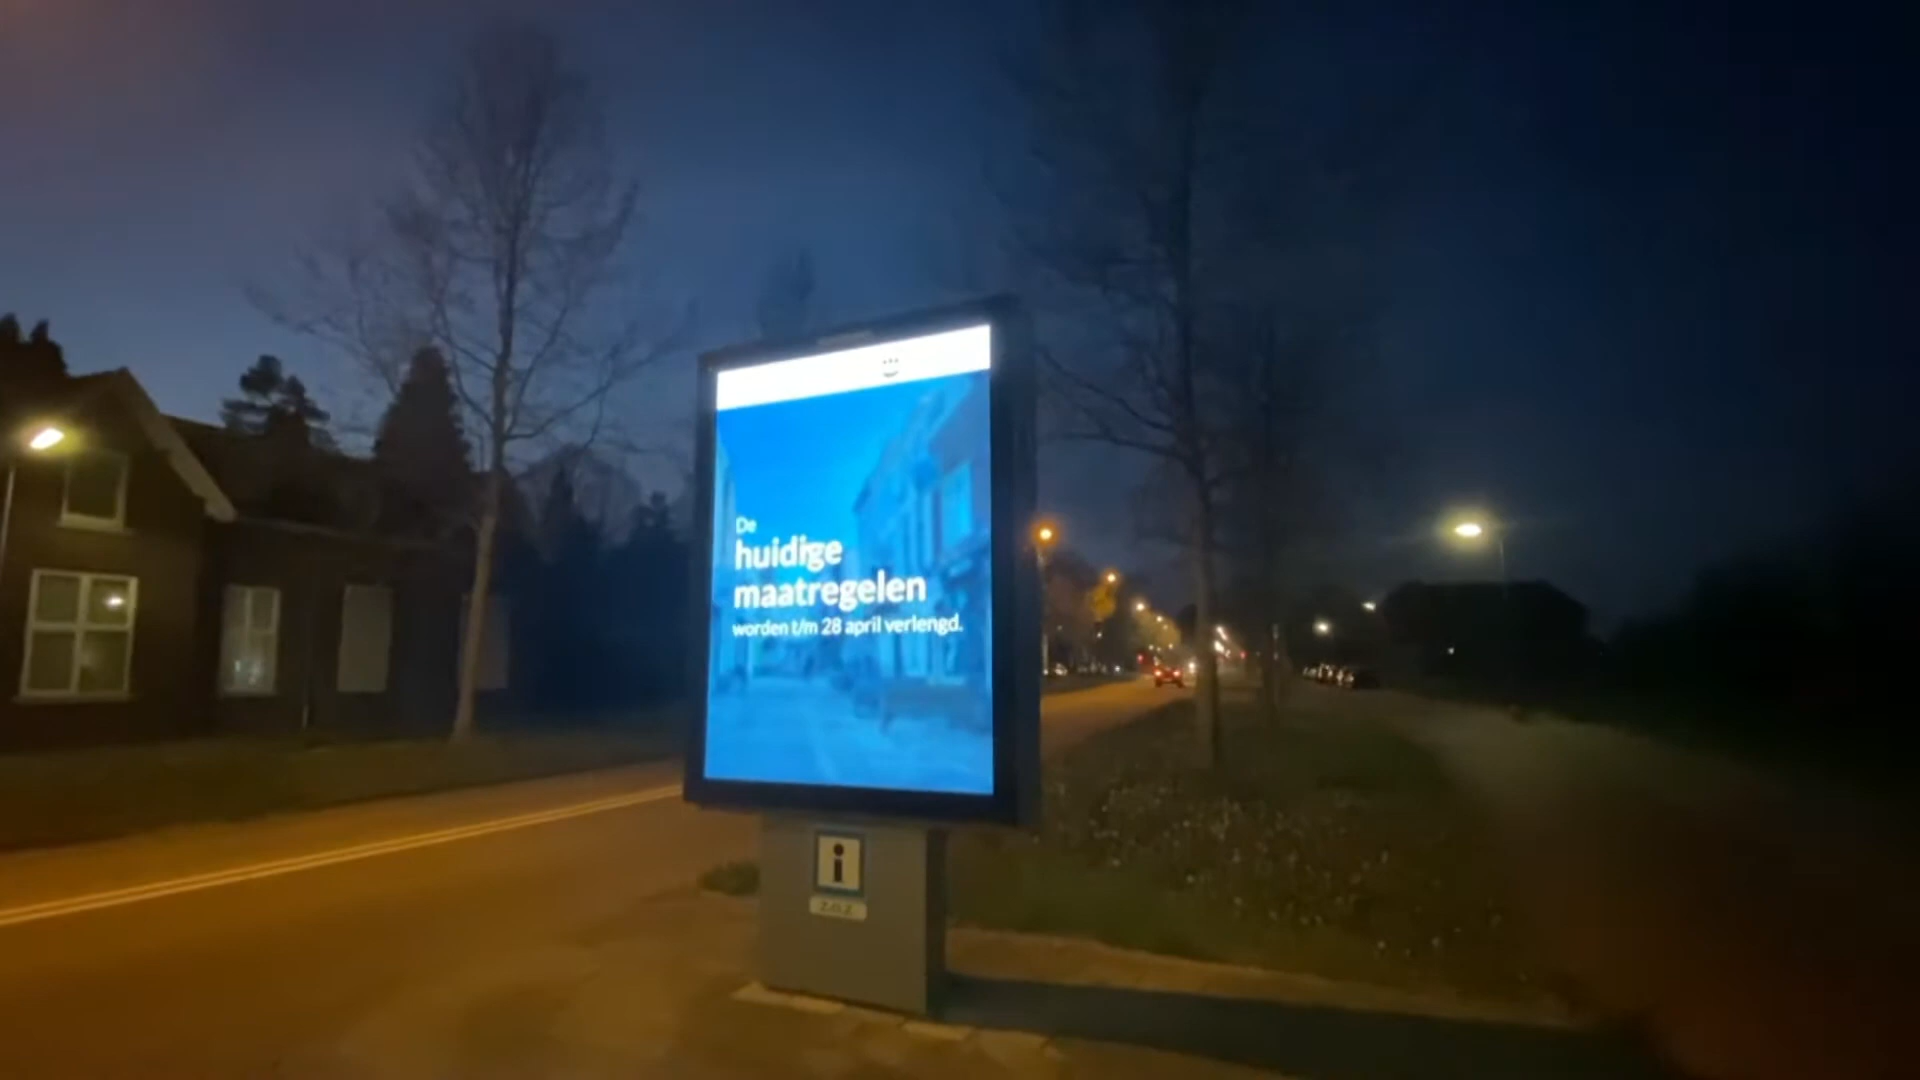 De
huidige
maatregelen
worden t/m 28 april verlengd.
i